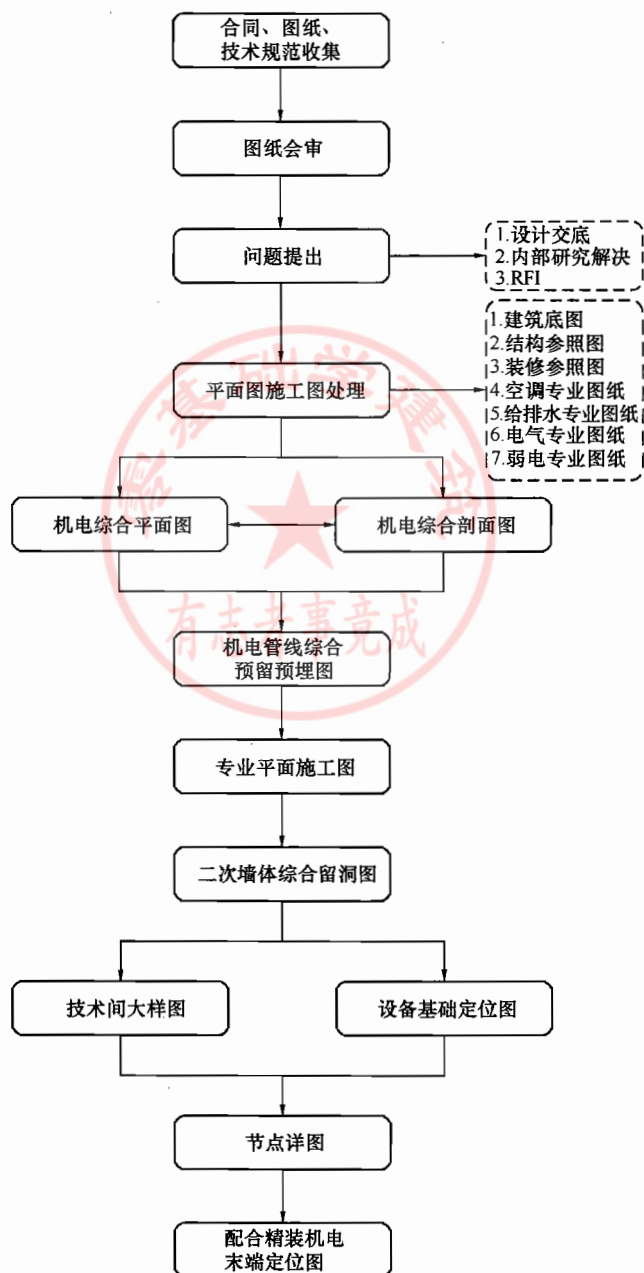 合同、图纸、
技术规范收集
图纸会审
问题提出
1.设计交底
2.内部研究解决
3.RFI
平面图施工图处理
1.建筑底图
2.结构参照图
3.装修参照图
4.空调专业图纸
5.给排水专业图纸
6.电气专业图纸
7.弱电专业图纸
零基础学建筑
机电综合平面图
机电综合剖面图
有志者事竟成
机电管线综合
预留预埋图
专业平面施工图
二次墙体综合留洞图
技术间大样图
设备基础定位图
节点详图
配合精装机电
末端定位图